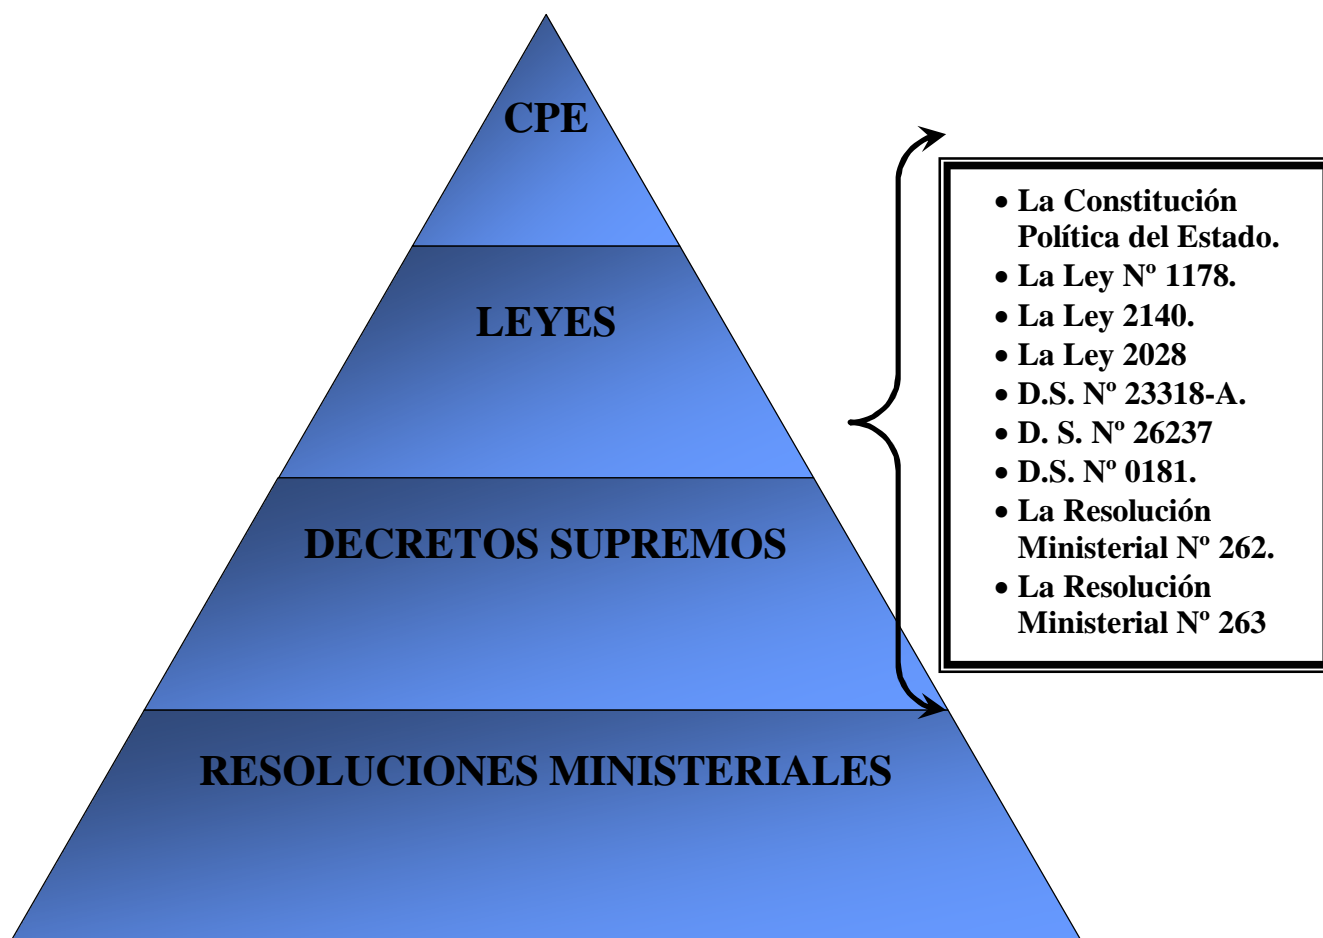 CPE
LEYES
DECRETOS SUPREMOS
RESOLUCIONES MINISTERIALES
• La Constitución
Política del Estado.
• La Ley Nº 1178.
• La Ley 2140.
• La Ley 2028
• D.S. Nº 23318-A.
• D. S. Nº 26237
• D.S. Nº 0181.
• La Resolución
Ministerial Nº 262.
• La Resolución
Ministerial Nº 263